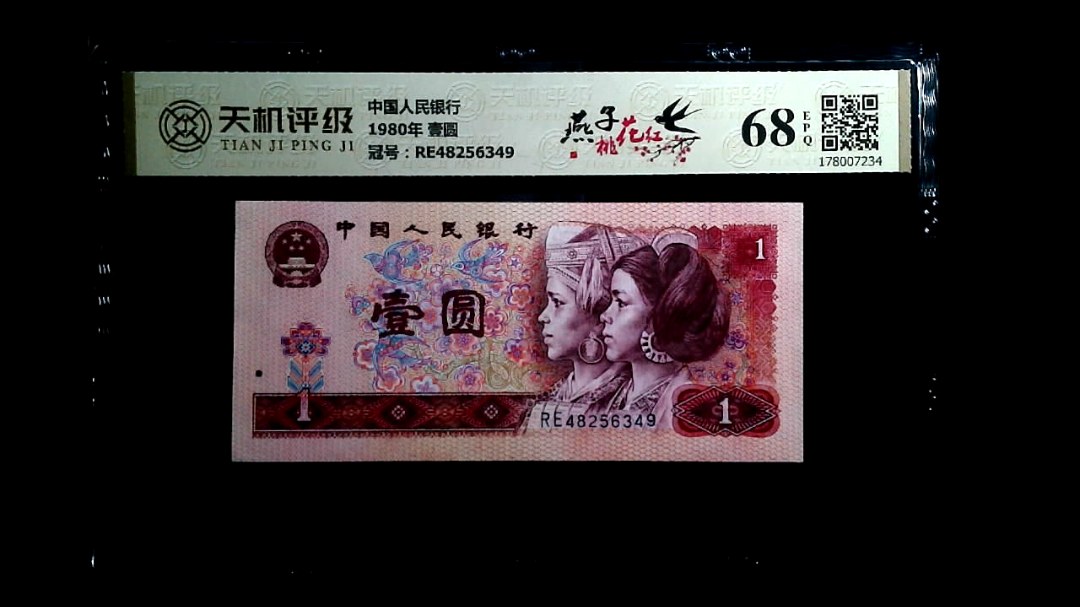 天机评级
TIAN JI PING JI
中国人民银行
1980年 壹圆
冠号：RE48256349
燕子
桃花红
68
EPQ
178007234
中国人民银行
1
壹圆
1
RE48256349
1